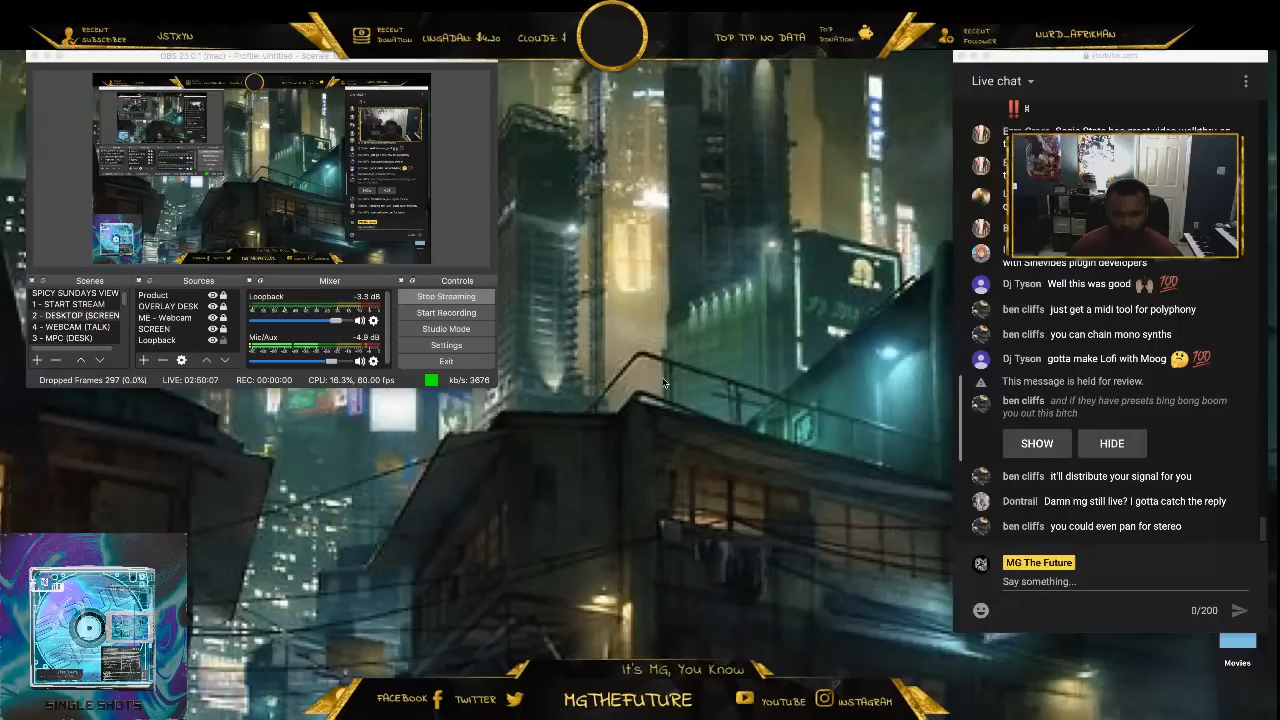 RECENT
SUBSCRIBER
JSTXYN
RECENT
DONATION
LINGADAN: $4.20
CLOUDZ: $
TOP TIP: NO DATA
TOP
DONATION
RECENT
FOLLOWER
NURD_AFRIKHAN
OBS 23.0.1 (mac) - Profile: Untitled - Scenes:
youtube.com
Live chat
with Sinevibes plugin developers
Dj Tyson Well this was good 🙌🏽 💯
ben cliffs just get a midi tool for polyphony
ben cliffs you can chain mono synths
Dj Tyson gotta make Lofi with Moog 🤔 💯
This message is held for review.
ben cliffs and if they have presets bing bong boom
you out this bitch
SHOW HIDE
ben cliffs it'll distribute your signal for you
Dontrail Damn mg still live? I gotta catch the reply
ben cliffs you could even pan for stereo
MG The Future
Say something...
0/200
Movies
Scenes
SPICY SUNDAYS VIEW
1 - START STREAM
2 - DESKTOP (SCREEN
4 - WEBCAM (TALK)
3 - MPC (DESK)
Sources
Product
OVERLAY DESK
ME - Webcam
SCREEN
Loopback
Mixer
Loopback -3.3 dB
Mic/Aux -4.9 dB
Controls
Stop Streaming
Start Recording
Studio Mode
Settings
Exit
Dropped Frames 297 (0.0%) LIVE: 02:50:07 REC: 00:00:00 CPU: 16.3%, 60.00 fps kb/s: 3676
SINGLE SHOTS
It's MG, You Know
FACEBOOK TWITTER MGTHEFUTURE YOUTUBE INSTAGRAM